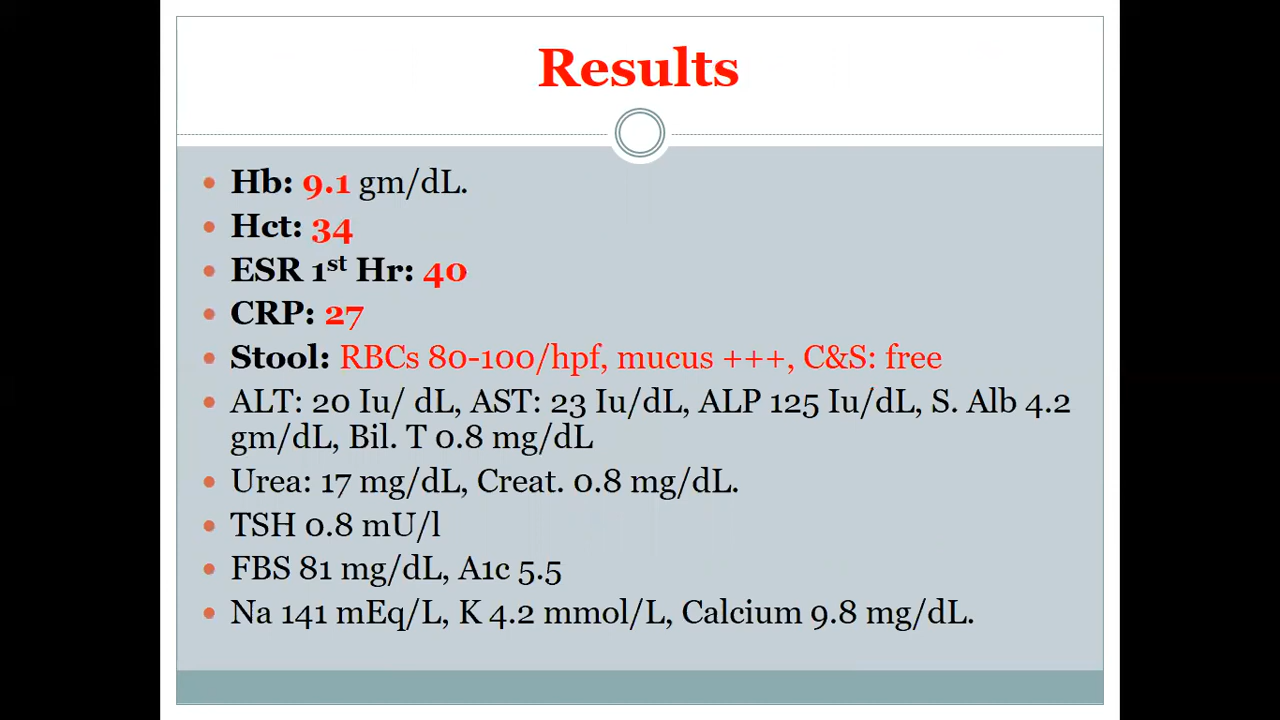 Results
Hb: 9.1 gm/dL.
Hct: 34
ESR 1st Hr: 40
CRP: 27
Stool: RBCs 80-100/hpf, mucus +++, C&S: free
ALT: 20 Iu/ dL, AST: 23 Iu/dL, ALP 125 Iu/dL, S. Alb 4.2
gm/dL, Bil. T 0.8 mg/dL
Urea: 17 mg/dL, Creat. 0.8 mg/dL.
TSH 0.8 mU/l
FBS 81 mg/dL, A1c 5.5
Na 141 mEq/L, K 4.2 mmol/L, Calcium 9.8 mg/dL.